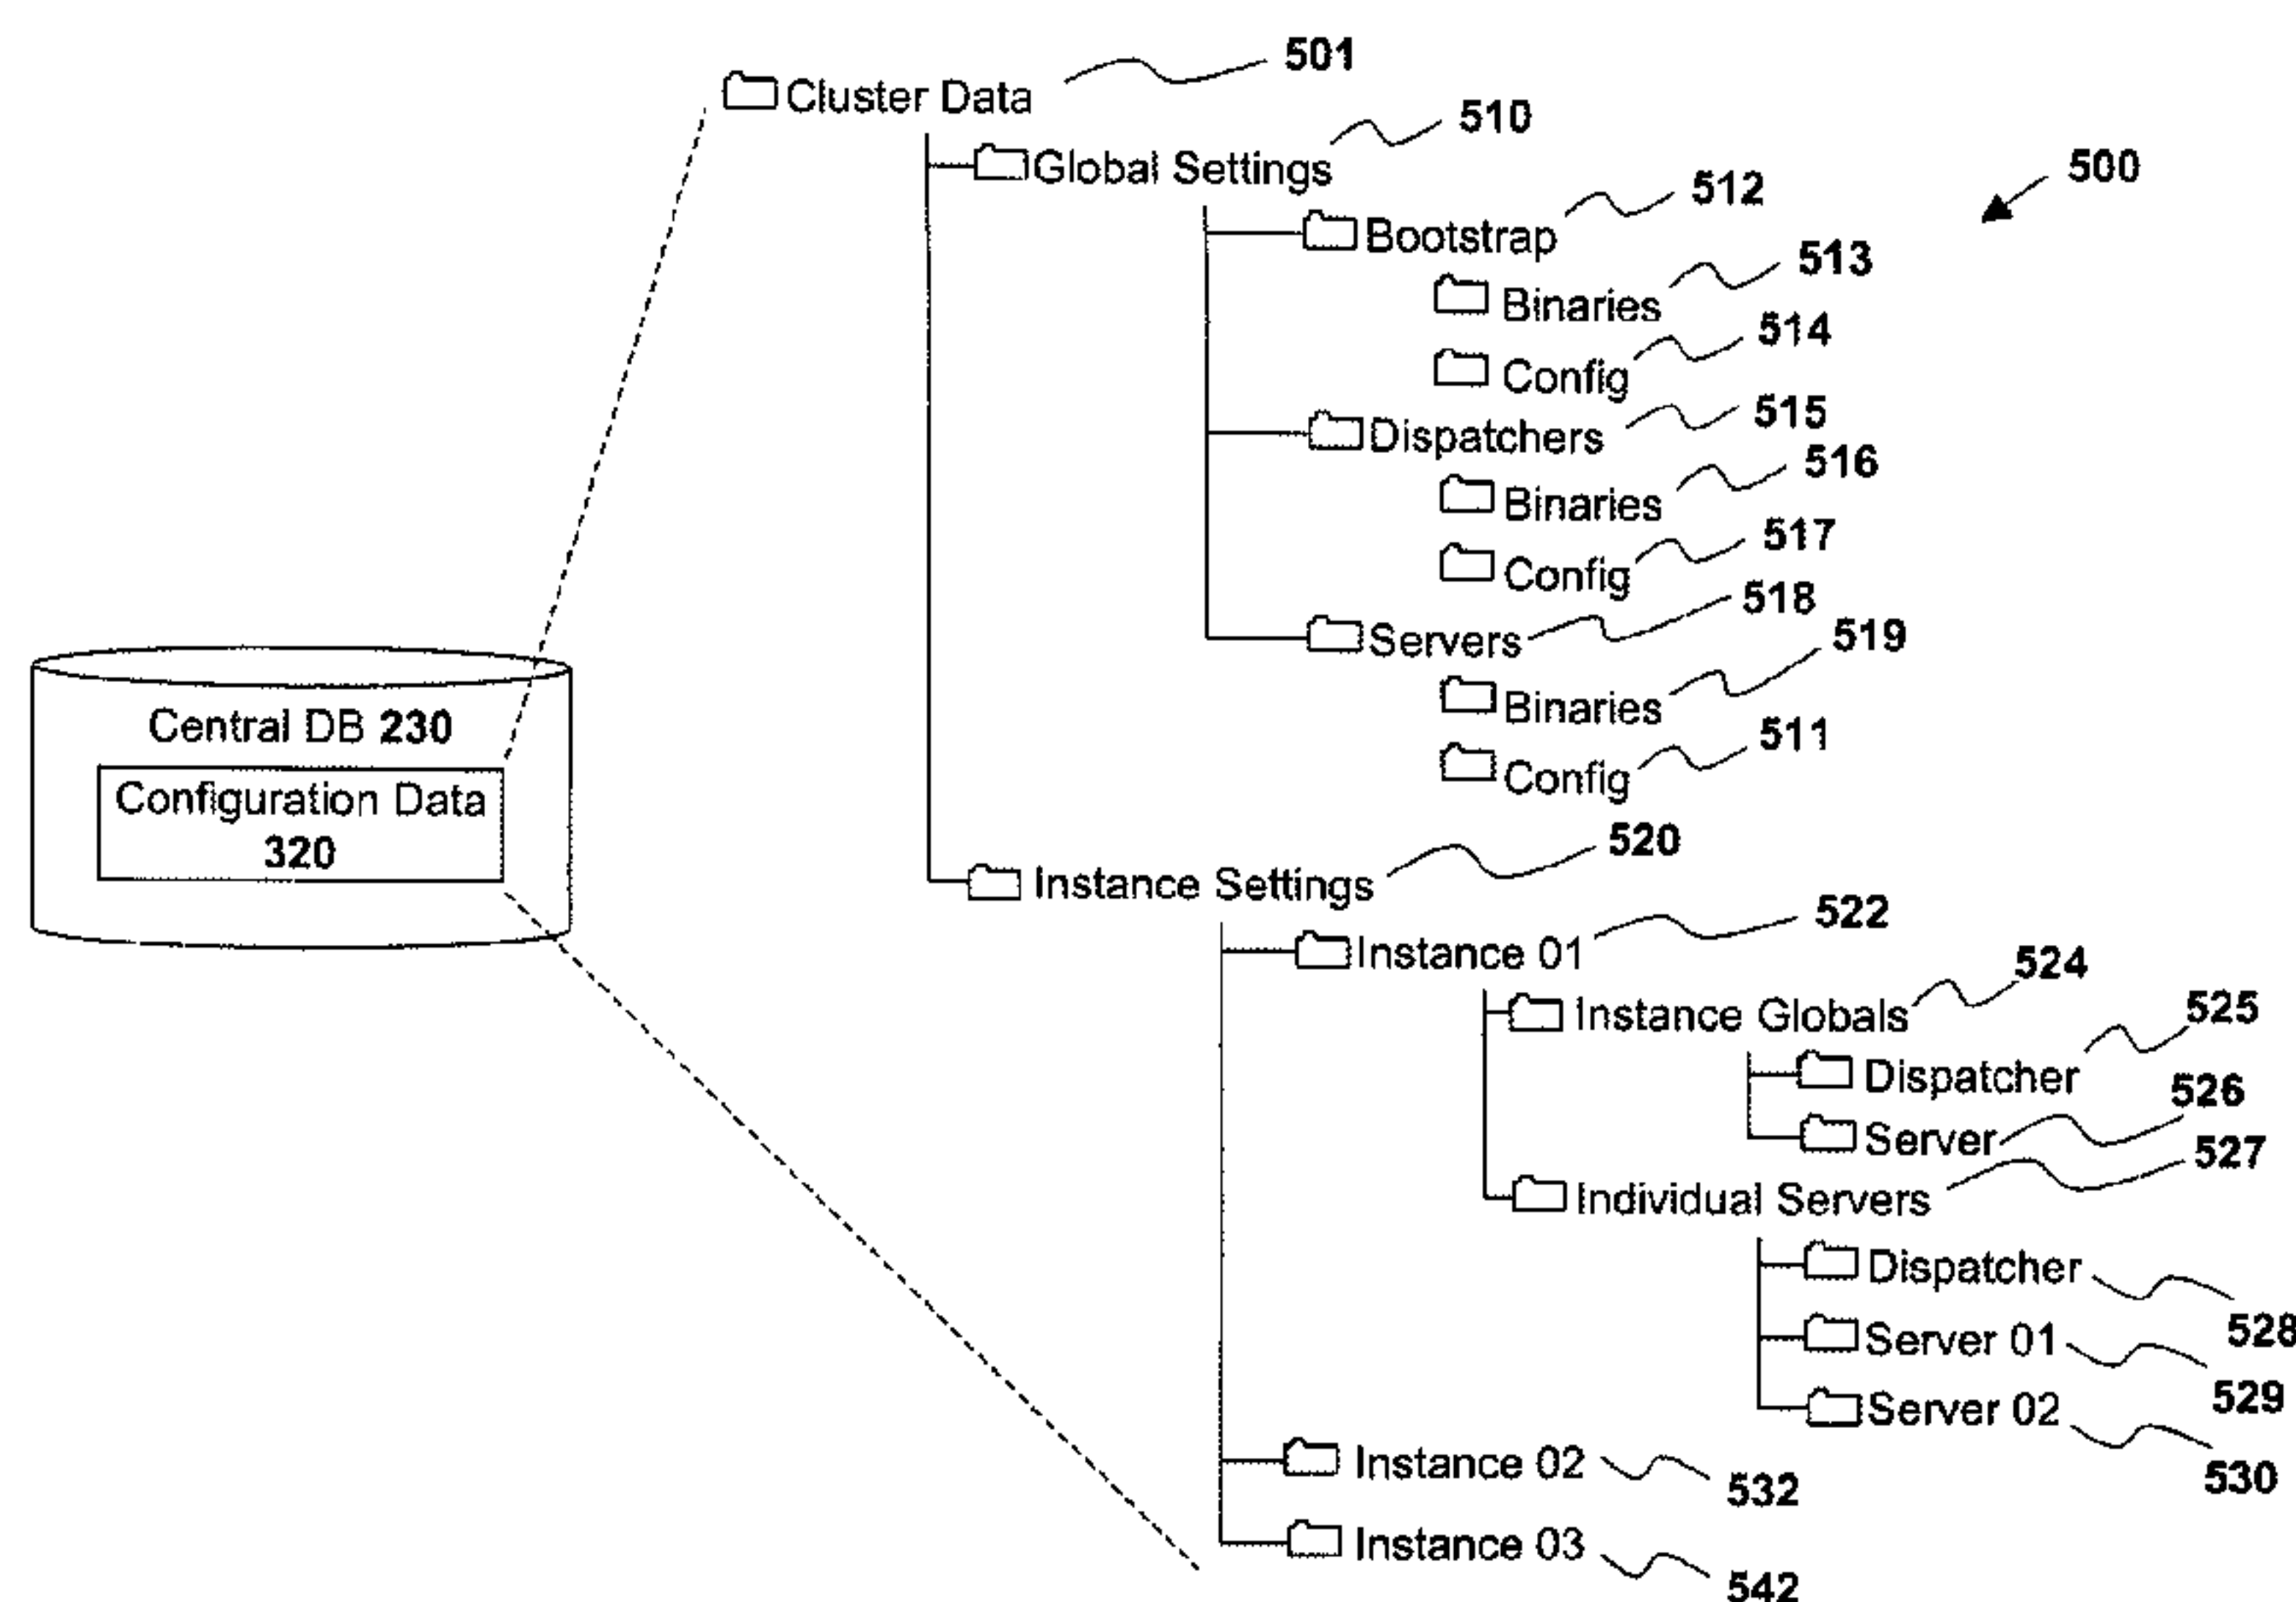 Cluster Data 501
Global Settings 510
500
Bootstrap 512
Binaries 513
Config 514
Dispatchers 515
Binaries 516
Config 517
Servers 518
Binaries 519
Config 511
Central DB 230
Configuration Data
320
Instance Settings 520
Instance 01 522
Instance Globals 524
Dispatcher 525
Server 526
Individual Servers 527
Dispatcher 528
Server 01 529
Server 02 530
Instance 02 532
Instance 03 542